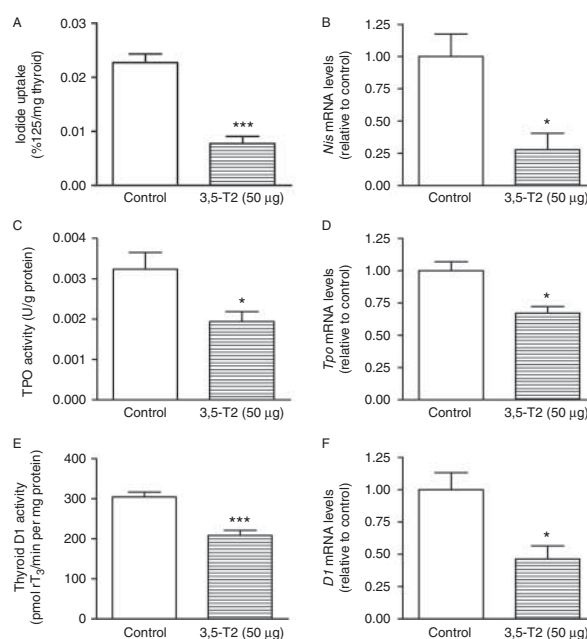 A
Iodide uptake
(%125/mg thyroid)
0.03
0.02
0.01
0.00
***
Control
3,5-T2 (50 µg)
B
Nis mRNA levels
(relative to control)
1.25
1.00
0.75
0.50
0.25
0.00
*
Control
3,5-T2 (50 µg)
C
TPO activity (U/g protein)
0.004
0.003
0.002
0.001
0.000
*
Control
3,5-T2 (50 µg)
D
Tpo mRNA levels
(relative to control)
1.25
1.00
0.75
0.50
0.25
0.00
*
Control
3,5-T2 (50 µg)
E
Thyroid D1 activity
(pmol rT3/min per mg protein)
400
300
200
100
0
***
Control
3,5-T2 (50 µg)
F
D1 mRNA levels
(relative to control)
1.25
1.00
0.75
0.50
0.25
0.00
*
Control
3,5-T2 (50 µg)